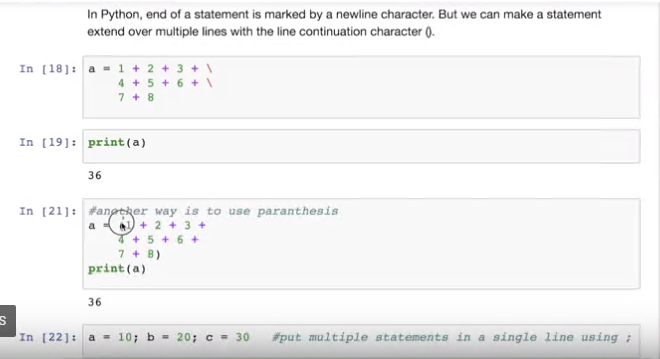 In Python, end of a statement is marked by a newline character. But we can make a statement
extend over multiple lines with the line continuation character ().
In [18]: a = 1 + 2 + 3 + \
4 + 5 + 6 + \
7 + 8
In [19]: print(a)
36
In [21]: #another way is to use paranthesis
a = (1 + 2 + 3 +
4 + 5 + 6 +
7 + 8)
print(a)
36
S
In [22]: a = 10; b = 20; c = 30 #put multiple statements in a single line using ;